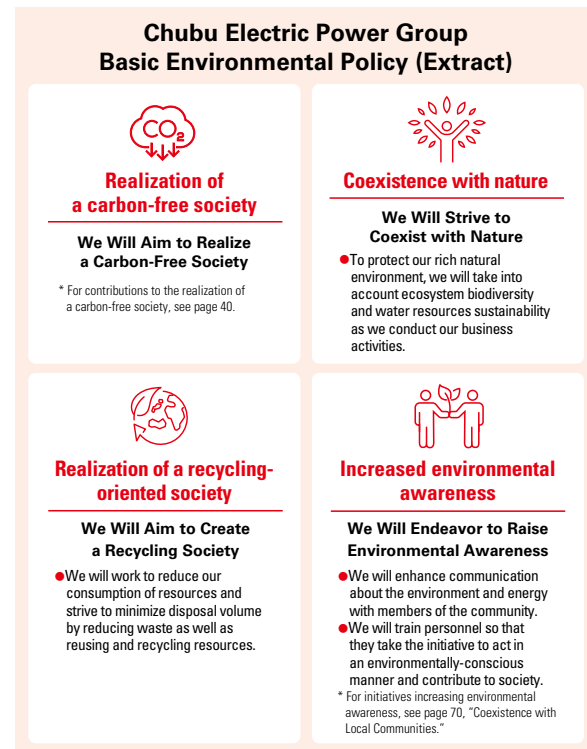 Chubu Electric Power Group
Basic Environmental Policy (Extract)
CO2
Realization of
a carbon-free society
We Will Aim to Realize
a Carbon-Free Society
* For contributions to the realization of
a carbon-free society, see page 40.
Coexistence with nature
We Will Strive to
Coexist with Nature
●To protect our rich natural
environment, we will take into
account ecosystem biodiversity
and water resources sustainability
as we conduct our business
activities.
Realization of a recycling-
oriented society
We Will Aim to Create
a Recycling Society
●We will work to reduce our
consumption of resources and
strive to minimize disposal volume
by reducing waste as well as
reusing and recycling resources.
Increased environmental
awareness
We Will Endeavor to Raise
Environmental Awareness
●We will enhance communication
about the environment and energy
with members of the community.
●We will train personnel so that
they take the initiative to act in
an environmentally-conscious
manner and contribute to society.
* For initiatives increasing environmental
awareness, see page 70, “Coexistence with
Local Communities.”